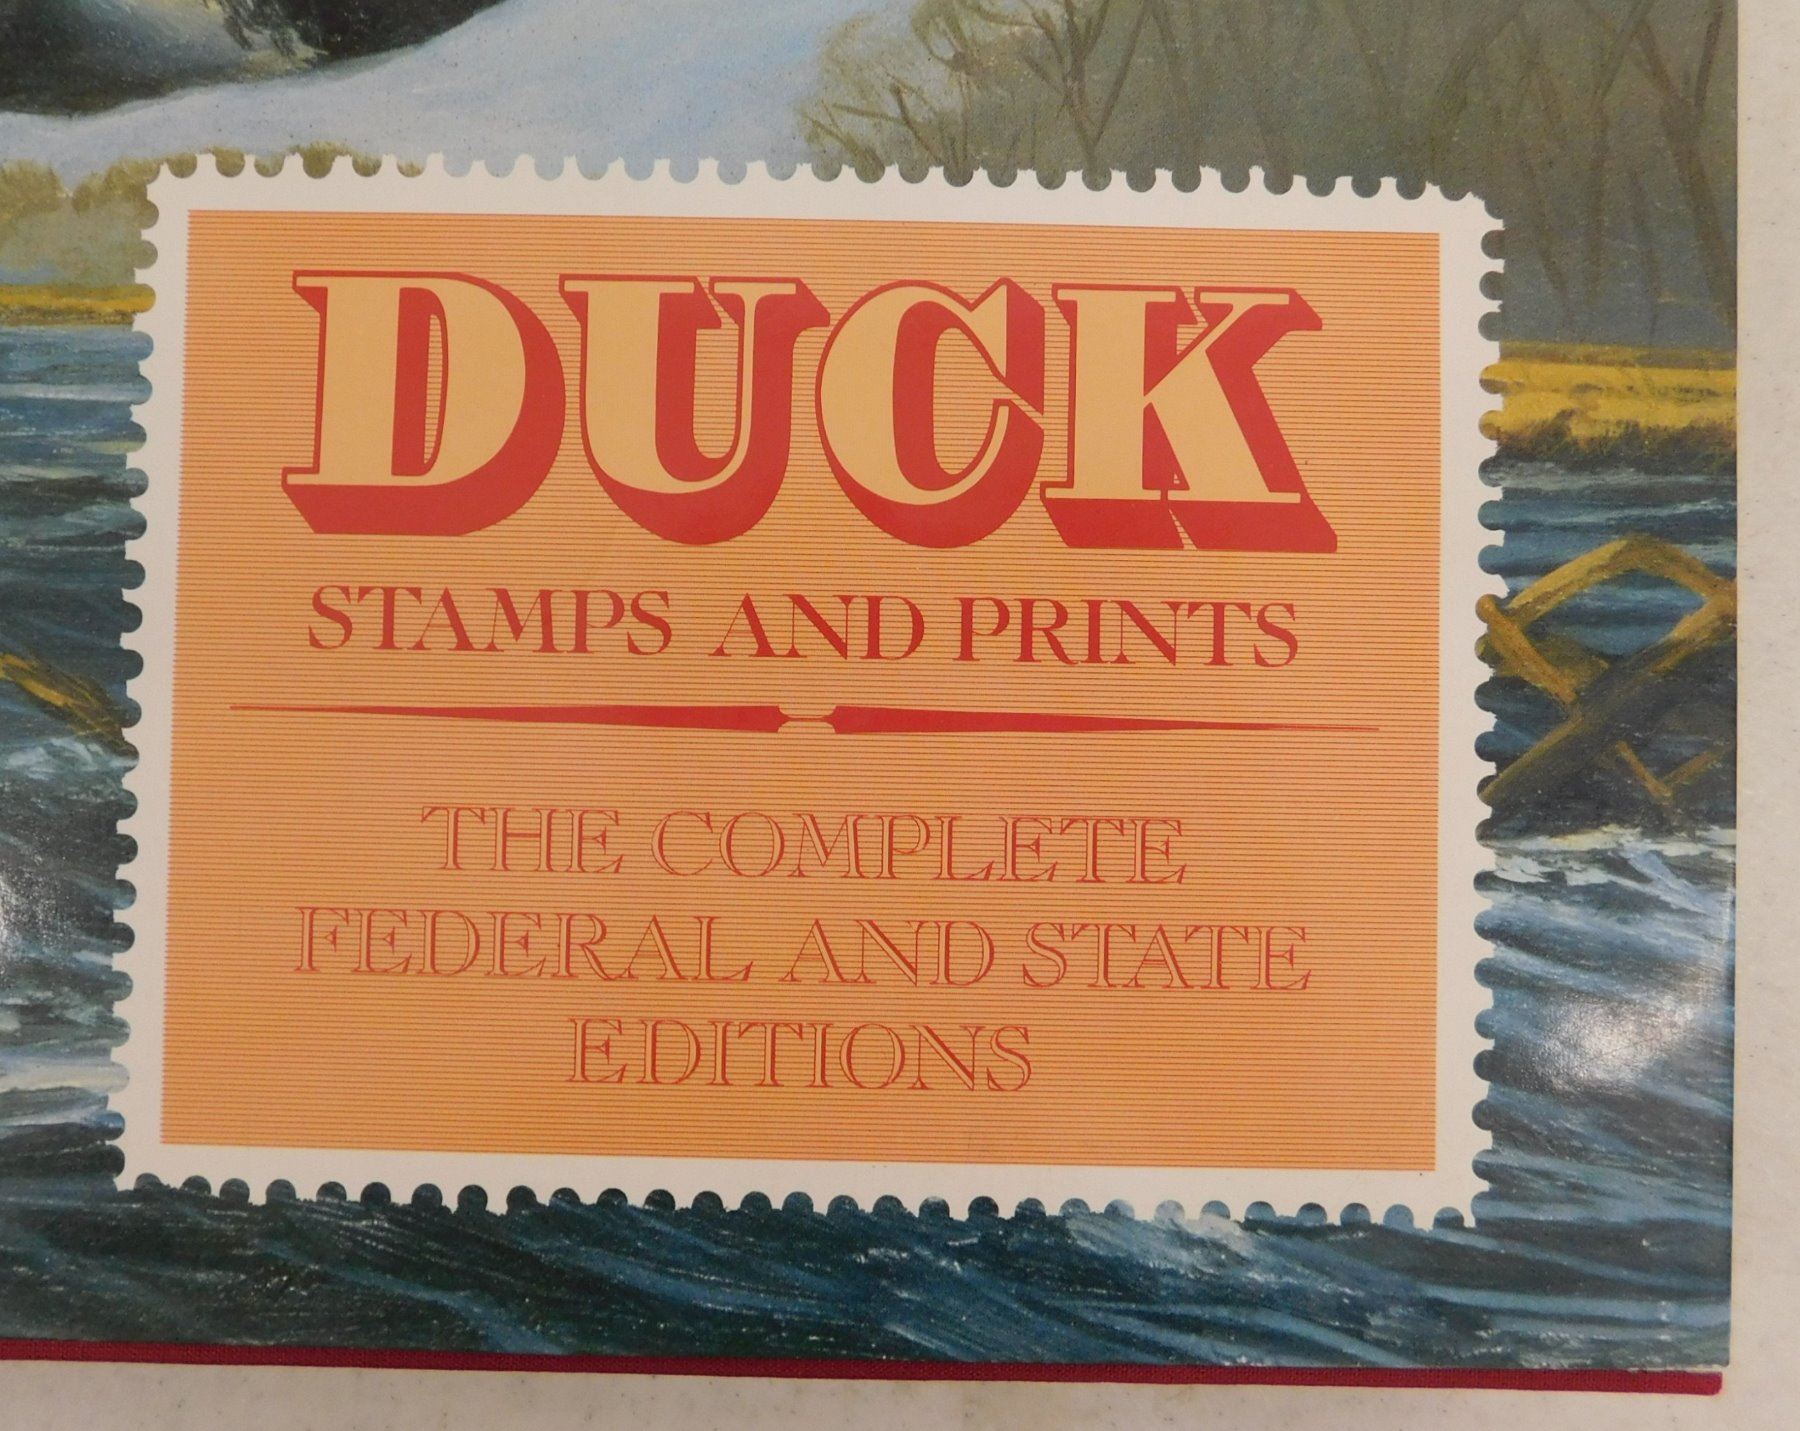 DUCK
STAMPS AND PRINTS
THE COMPLETE
FEDERAL AND STATE
EDITIONS